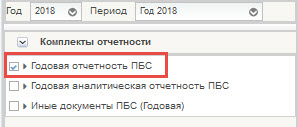 Год 2018 Период Год 2018
Комплекты отчетности
Годовая отчетность ПБС
Годовая аналитическая отчетность ПБС
Иные документы ПБС (Годовая)